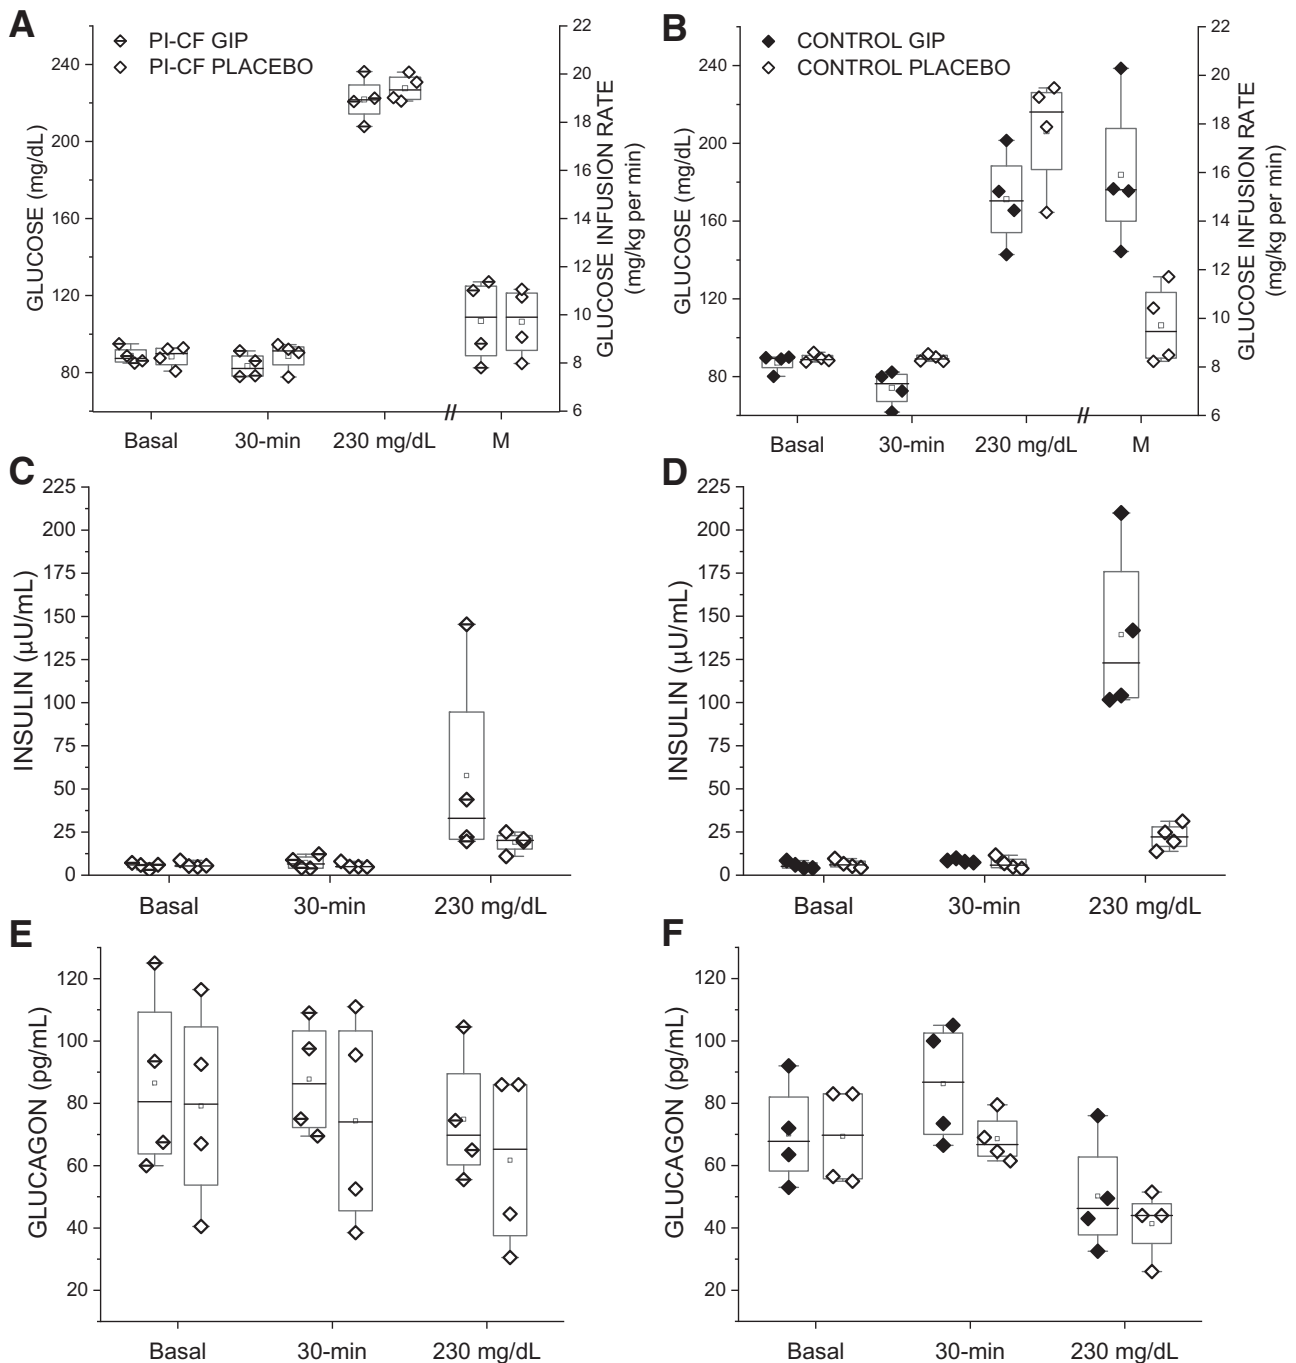 A
PI-CF GIP
PI-CF PLACEBO
GLUCOSE (mg/dL)
240
200
160
120
80
22
20
18
16
14
12
10
8
6
GLUCOSE INFUSION RATE
(mg/kg per min)
Basal 30-min 230 mg/dL M
B
CONTROL GIP
CONTROL PLACEBO
GLUCOSE (mg/dL)
240
200
160
120
80
22
20
18
16
14
12
10
8
6
GLUCOSE INFUSION RATE
(mg/kg per min)
Basal 30-min 230 mg/dL M
C
INSULIN (µU/mL)
225
200
175
150
125
100
75
50
25
0
Basal 30-min 230 mg/dL
D
INSULIN (µU/mL)
225
200
175
150
125
100
75
50
25
0
Basal 30-min 230 mg/dL
E
GLUCAGON (pg/mL)
120
100
80
60
40
20
Basal 30-min 230 mg/dL
F
GLUCAGON (pg/mL)
120
100
80
60
40
20
Basal 30-min 230 mg/dL